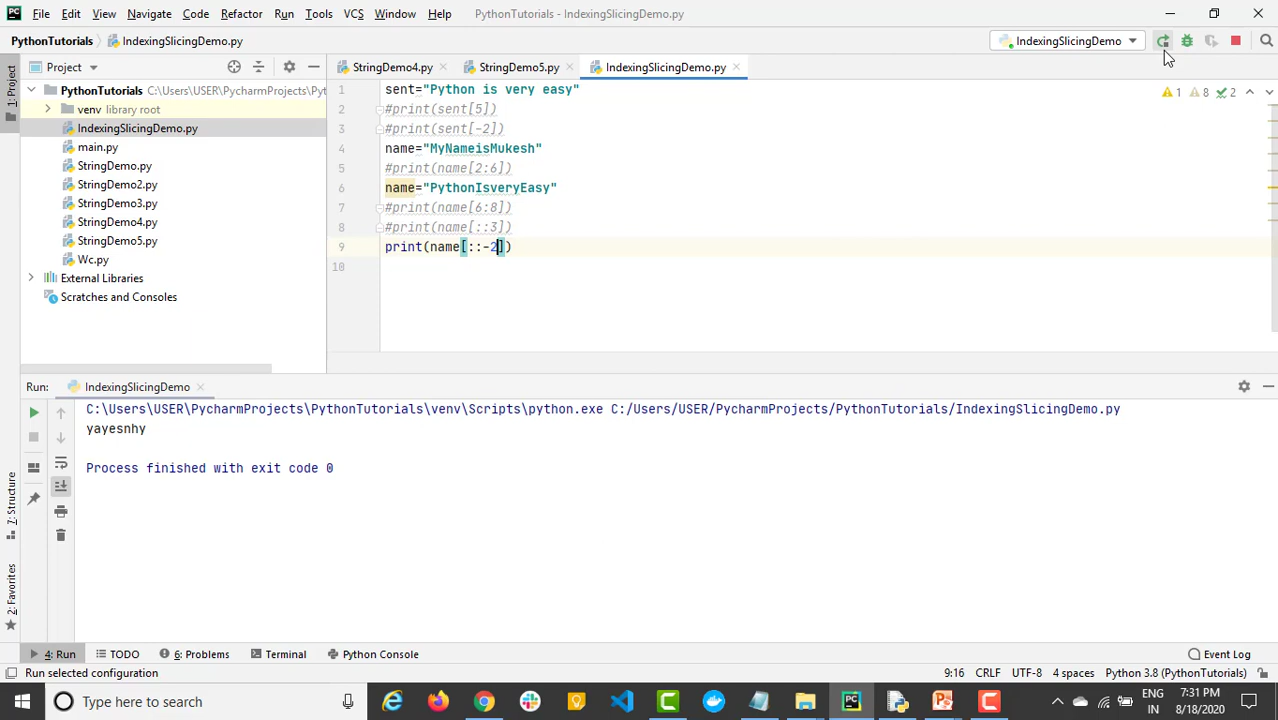 File Edit View Navigate Code Refactor Run Tools VCS Window Help PythonTutorials - IndexingSlicingDemo.py
PythonTutorials IndexingSlicingDemo.py IndexingSlicingDemo
Project StringDemo4.py StringDemo5.py IndexingSlicingDemo.py
1: Project
PythonTutorials C:\Users\USER\PycharmProjects\Pyt
venv library root
IndexingSlicingDemo.py
main.py
StringDemo.py
StringDemo2.py
StringDemo3.py
StringDemo4.py
StringDemo5.py
Wc.py
External Libraries
Scratches and Consoles
1 sent="Python is very easy"
2 #print(sent[5])
3 #print(sent[-2])
4 name="MyNameisMukesh"
5 #print(name[2:6])
6 name="PythonIsveryEasy"
7 #print(name[6:8])
8 #print(name[::3])
9 print(name[::-2])
10
1 8 2
Run: IndexingSlicingDemo
C:\Users\USER\PycharmProjects\PythonTutorials\venv\Scripts\python.exe C:/Users/USER/PycharmProjects/PythonTutorials/IndexingSlicingDemo.py
yayesnhy
Process finished with exit code 0
7: Structure
2: Favorites
4: Run TODO 6: Problems Terminal Python Console Event Log
Run selected configuration 9:16 CRLF UTF-8 4 spaces Python 3.8 (PythonTutorials)
Type here to search
ENG
IN
7:31 PM
8/18/2020